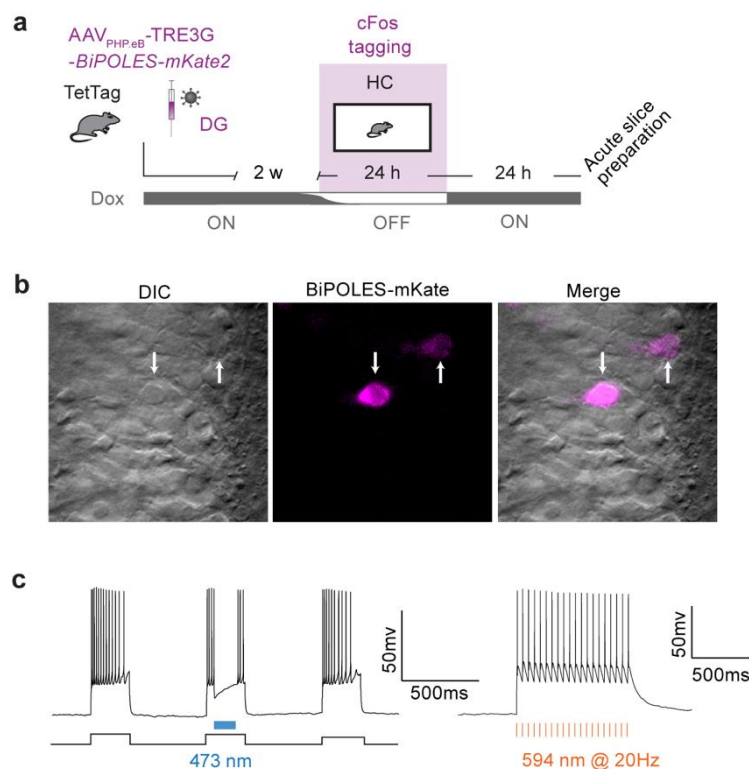 a
AAVPHP.eB-TRE3G
-BiPOLES-mKate2
cFos
tagging
TetTag
DG
HC
2 w
24 h
24 h
Acute slice
preparation
Dox
ON
OFF
ON
b
DIC
BiPOLES-mKate
Merge
c
50mv
500ms
473 nm
50mv
500ms
594 nm @ 20Hz